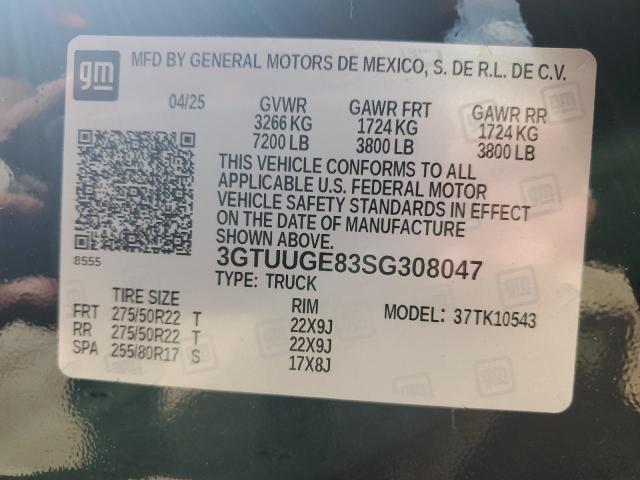 gm
MFD BY GENERAL MOTORS DE MEXICO, S. DE R.L. DE C.V.
04/25 GVWR GAWR FRT GAWR RR
3266 KG 1724 KG 1724 KG
7200 LB 3800 LB 3800 LB
THIS VEHICLE CONFORMS TO ALL
APPLICABLE U.S. FEDERAL MOTOR
VEHICLE SAFETY STANDARDS IN EFFECT
ON THE DATE OF MANUFACTURE
SHOWN ABOVE.
8555
3GTUUGE83SG308047
TYPE: TRUCK
TIRE SIZE RIM MODEL: 37TK10543
FRT 275/50R22 T 22X9J
RR 275/50R22 T 22X9J
SPA 255/80R17 S 17X8J